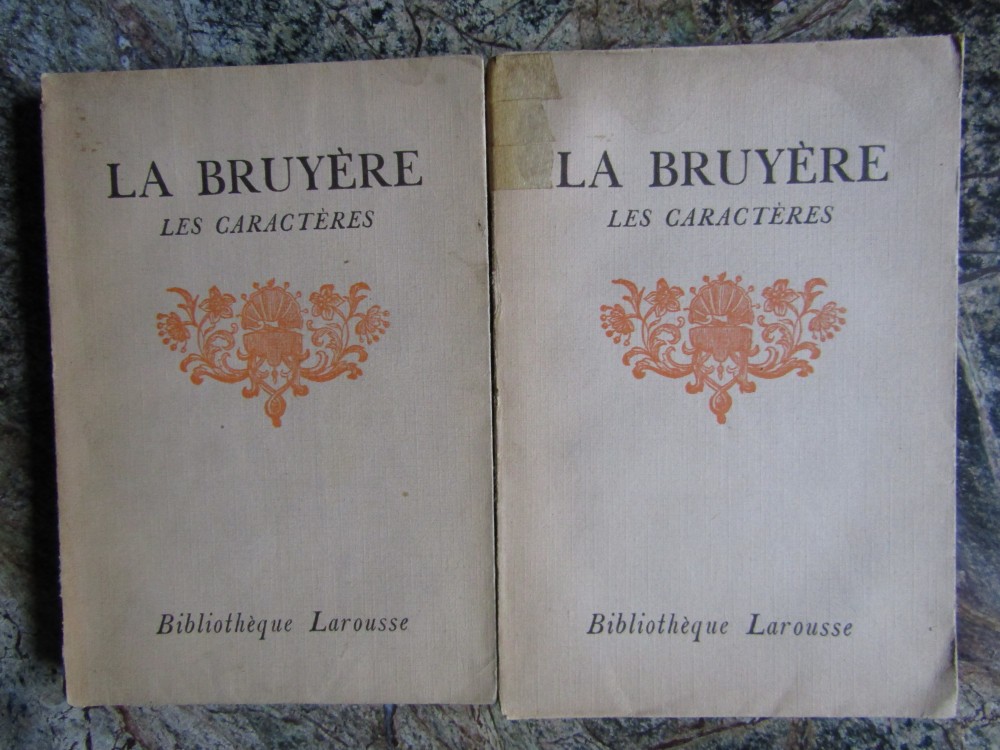 LA BRUYÈRE
LES CARACTÈRES
Bibliothèque Larousse
LA BRUYÈRE
LES CARACTÈRES
Bibliothèque Larousse